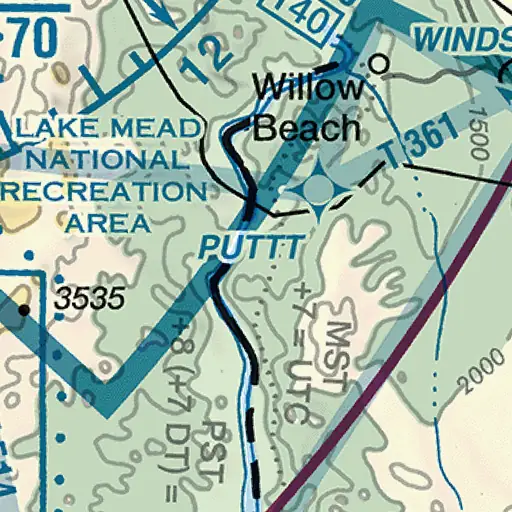 70
12
140
WINDS
Willow
Beach
LAKE MEAD
NATIONAL
RECREATION
AREA
T 361
1500
PUTTT
3535
+7 = UTC
MST
+8 (+7 DT) =
PST
2000